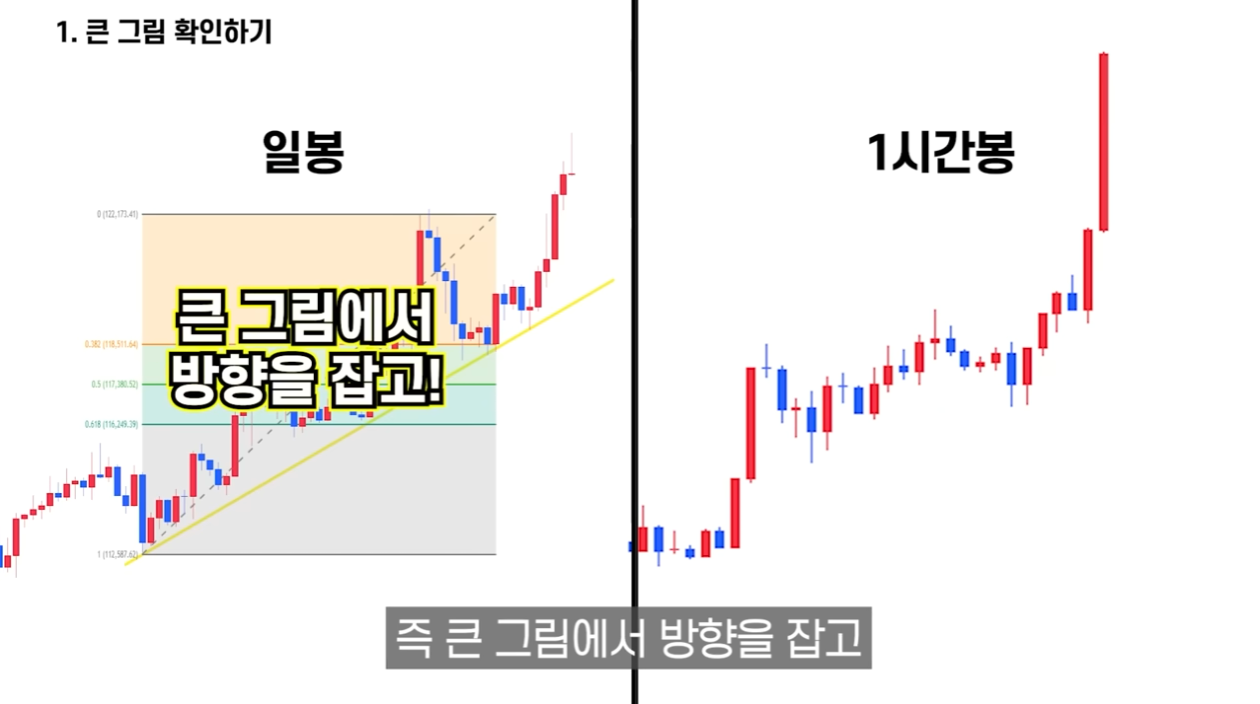 1. 큰 그림 확인하기
일봉
1시간봉
0 (122,173.41)
큰 그림에서
방향을 잡고!
0.382 (118,511.64)
0.5 (117,380.52)
0.618 (116,249.39)
1 (112,587.62)
즉 큰 그림에서 방향을 잡고